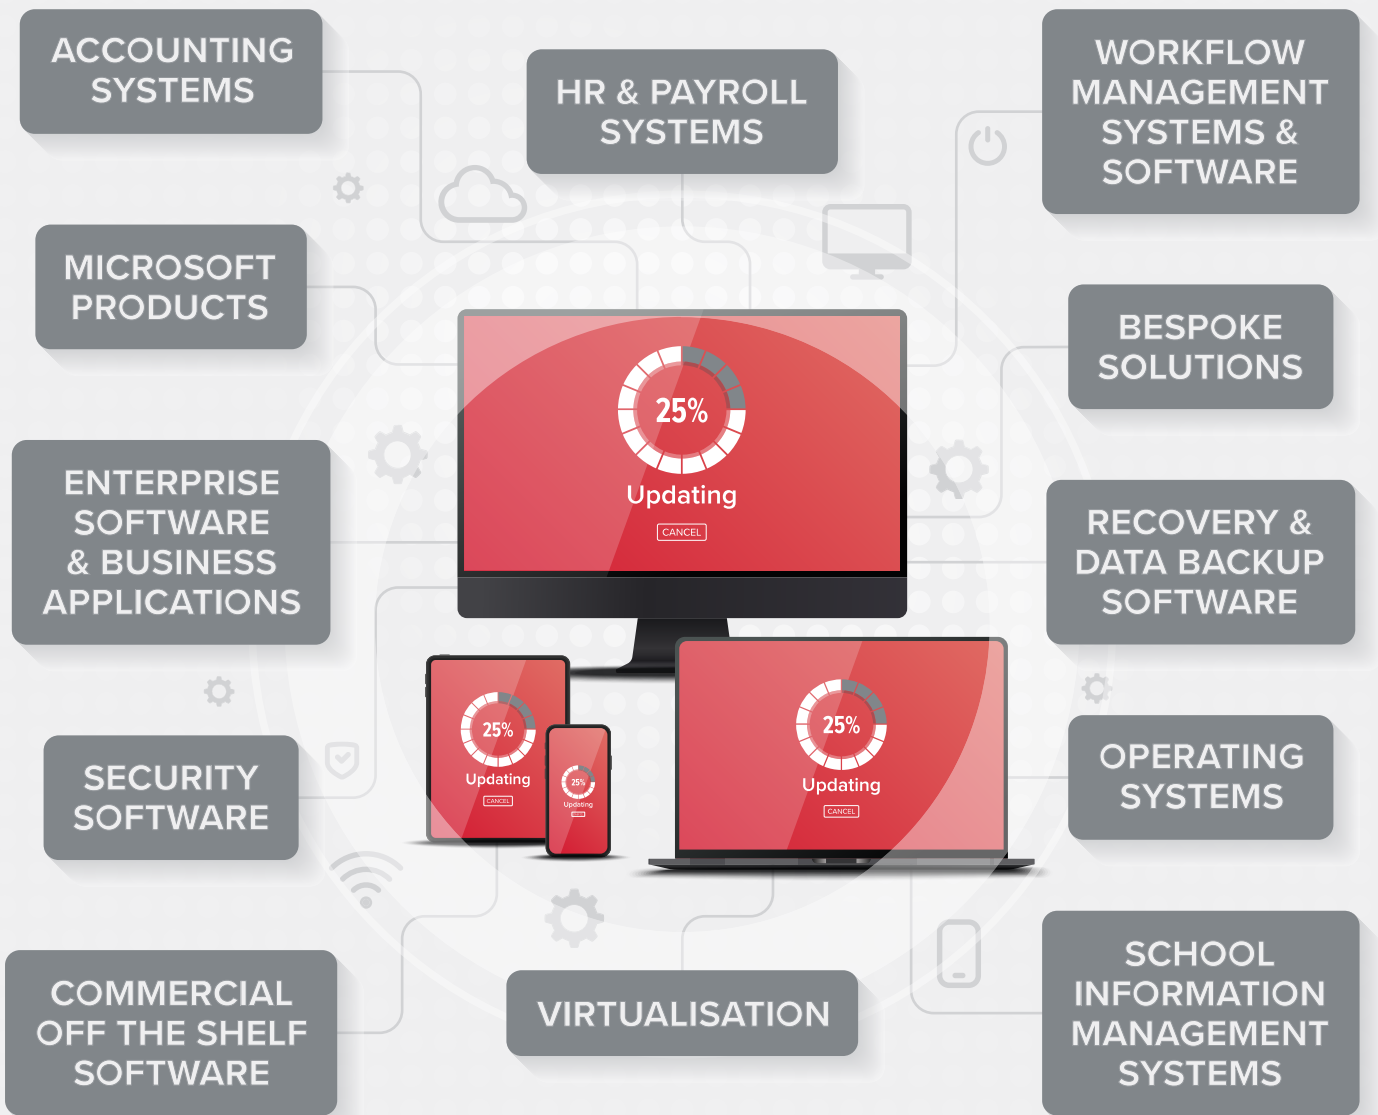 ACCOUNTING
SYSTEMS
HR & PAYROLL
SYSTEMS
WORKFLOW
MANAGEMENT
SYSTEMS &
SOFTWARE
MICROSOFT
PRODUCTS
BESPOKE
SOLUTIONS
25%
Updating
CANCEL
ENTERPRISE
SOFTWARE
& BUSINESS
APPLICATIONS
RECOVERY &
DATA BACKUP
SOFTWARE
25%
Updating
CANCEL
25%
Updating
25%
Updating
CANCEL
SECURITY
SOFTWARE
OPERATING
SYSTEMS
COMMERCIAL
OFF THE SHELF
SOFTWARE
VIRTUALISATION
SCHOOL
INFORMATION
MANAGEMENT
SYSTEMS